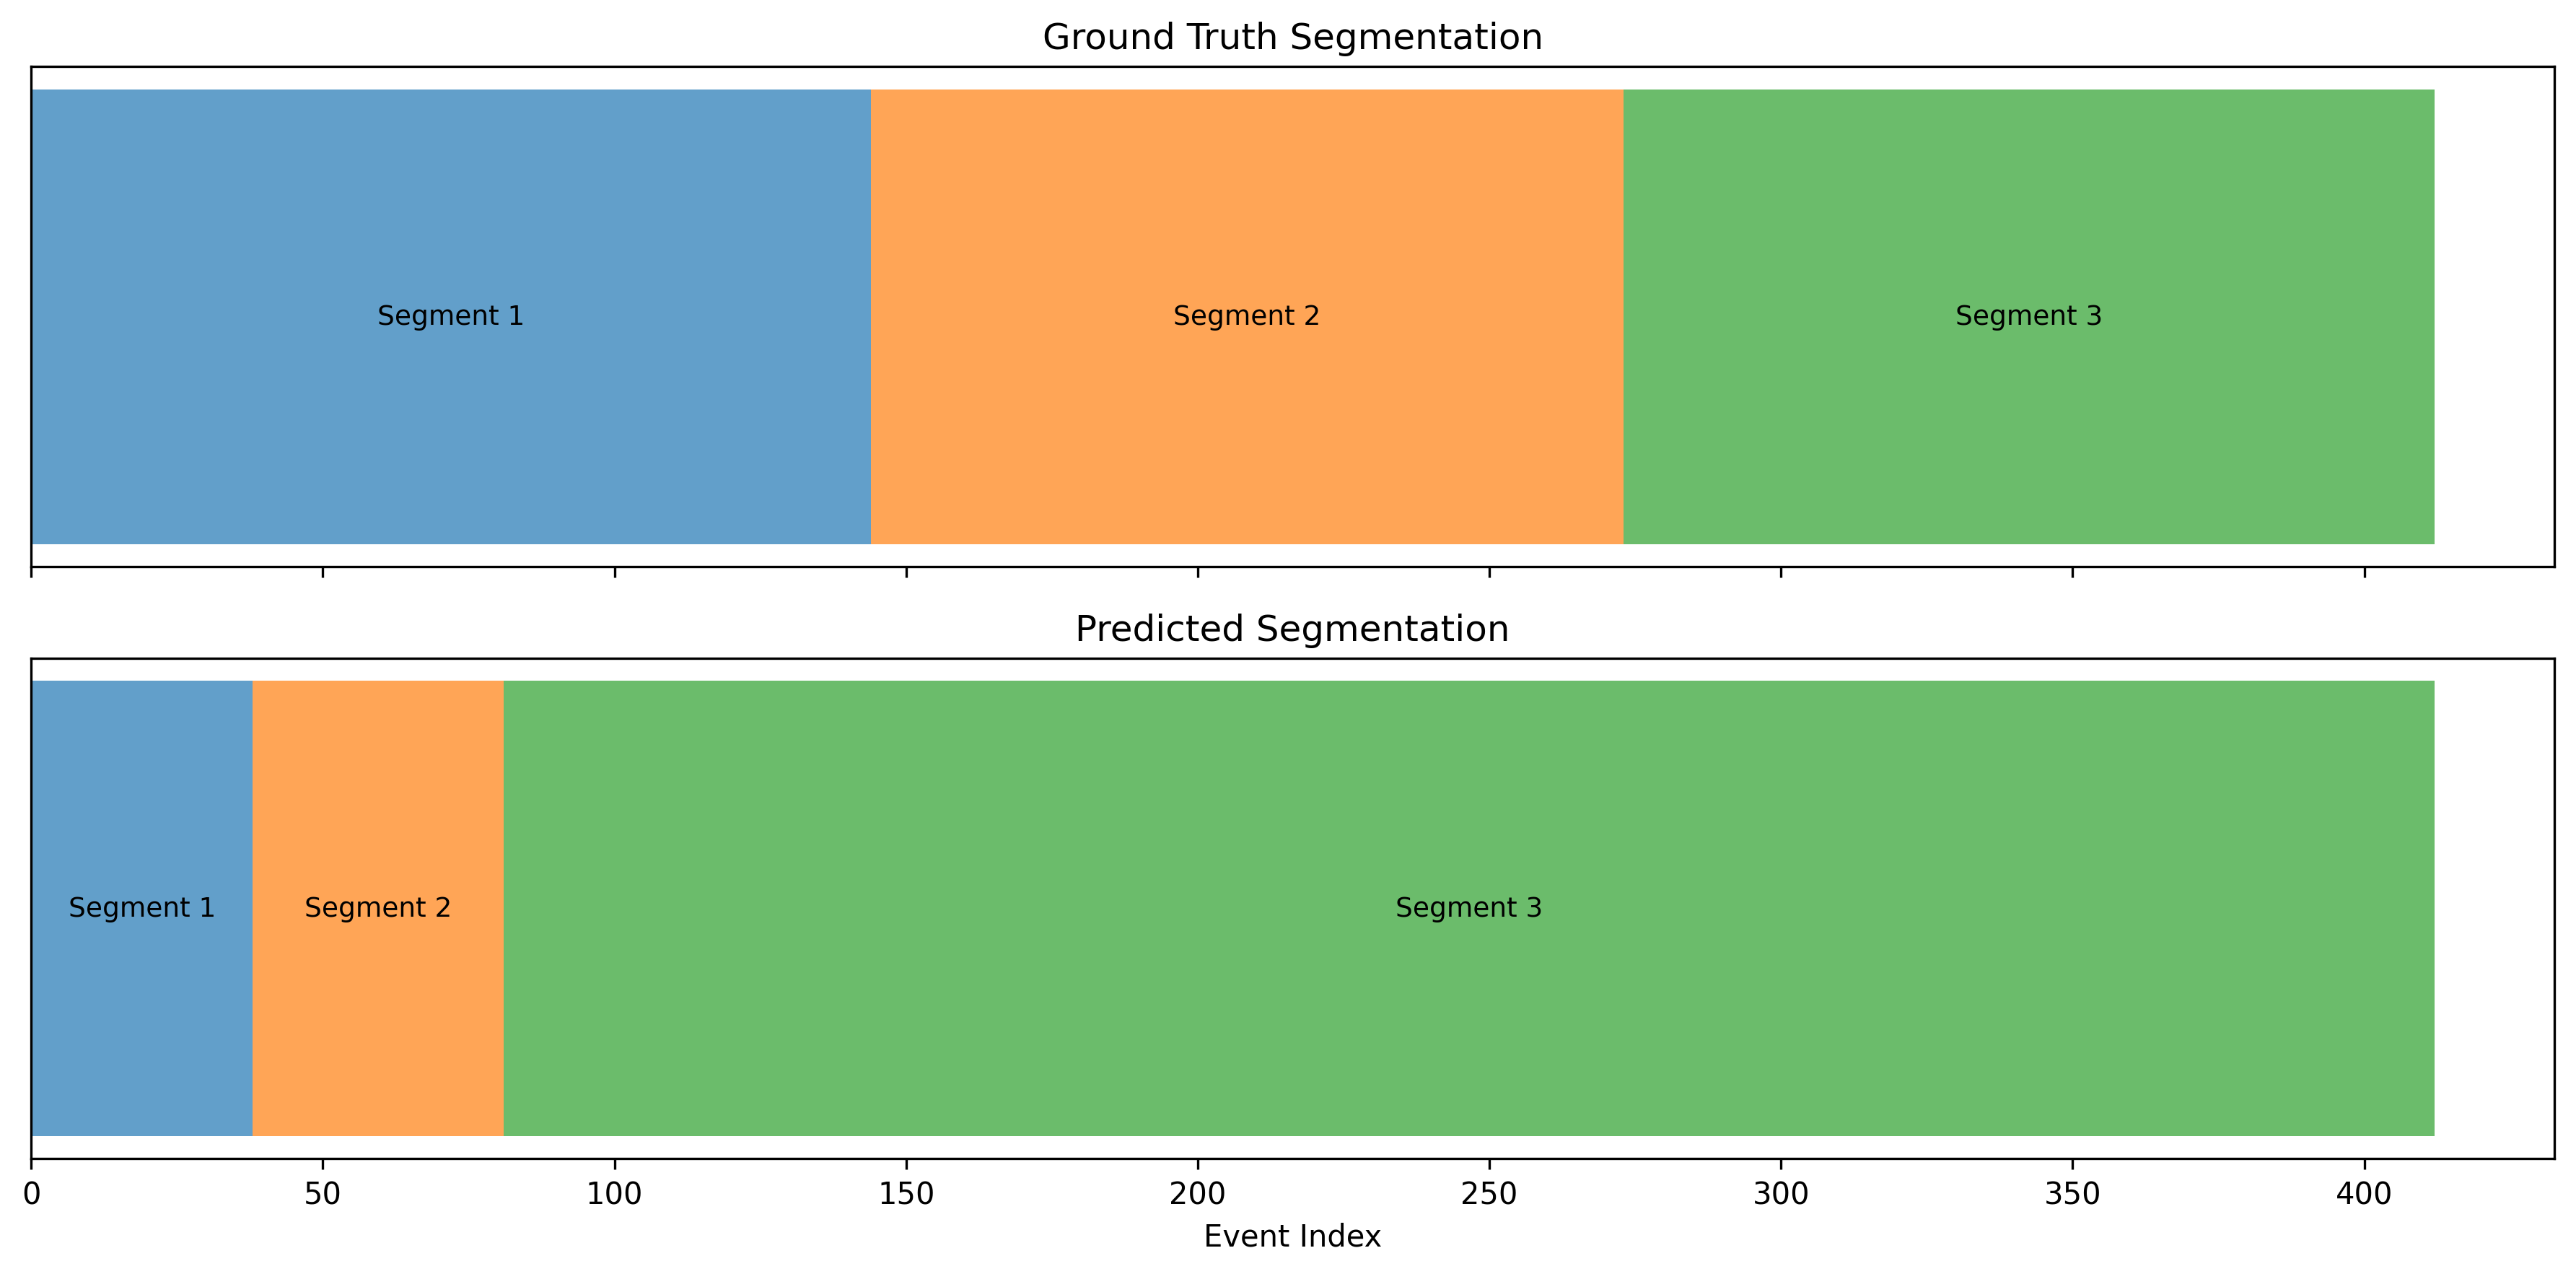 Ground Truth Segmentation
Segment 1 Segment 2 Segment 3
Predicted Segmentation
Segment 1 Segment 2 Segment 3
0 50 100 150 200 250 300 350 400
Event Index